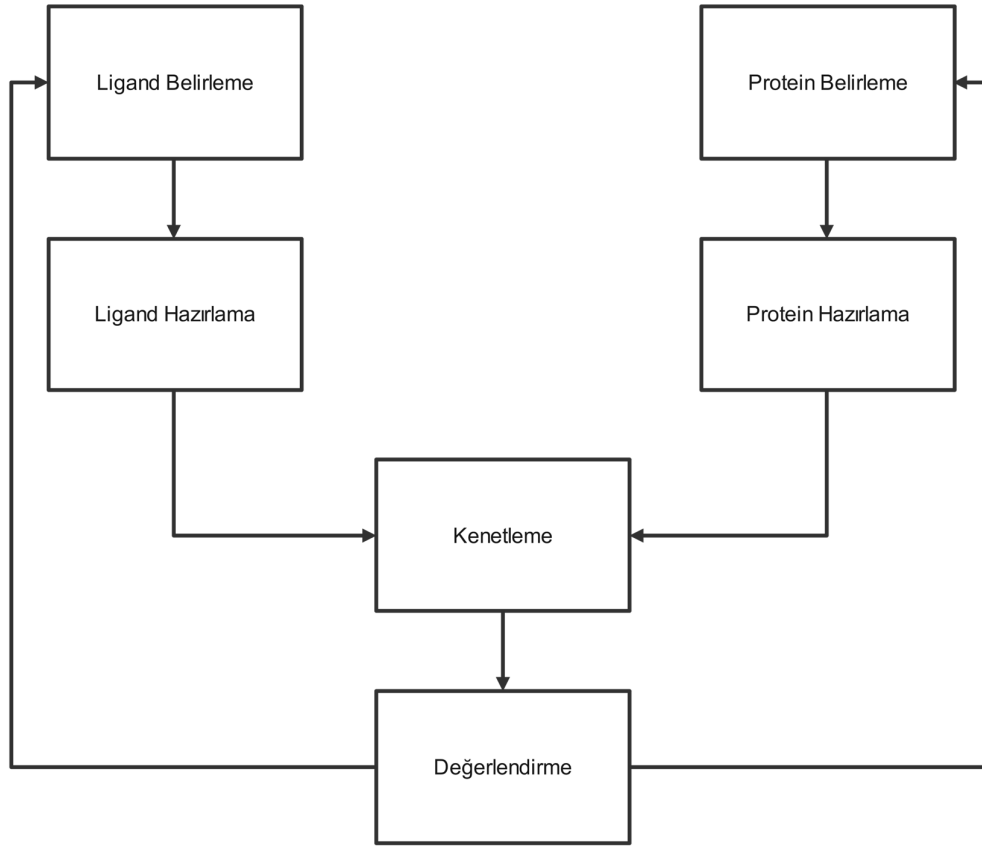 Ligand Belirleme
Protein Belirleme
Ligand Hazırlama
Protein Hazırlama
Kenetleme
Değerlendirme